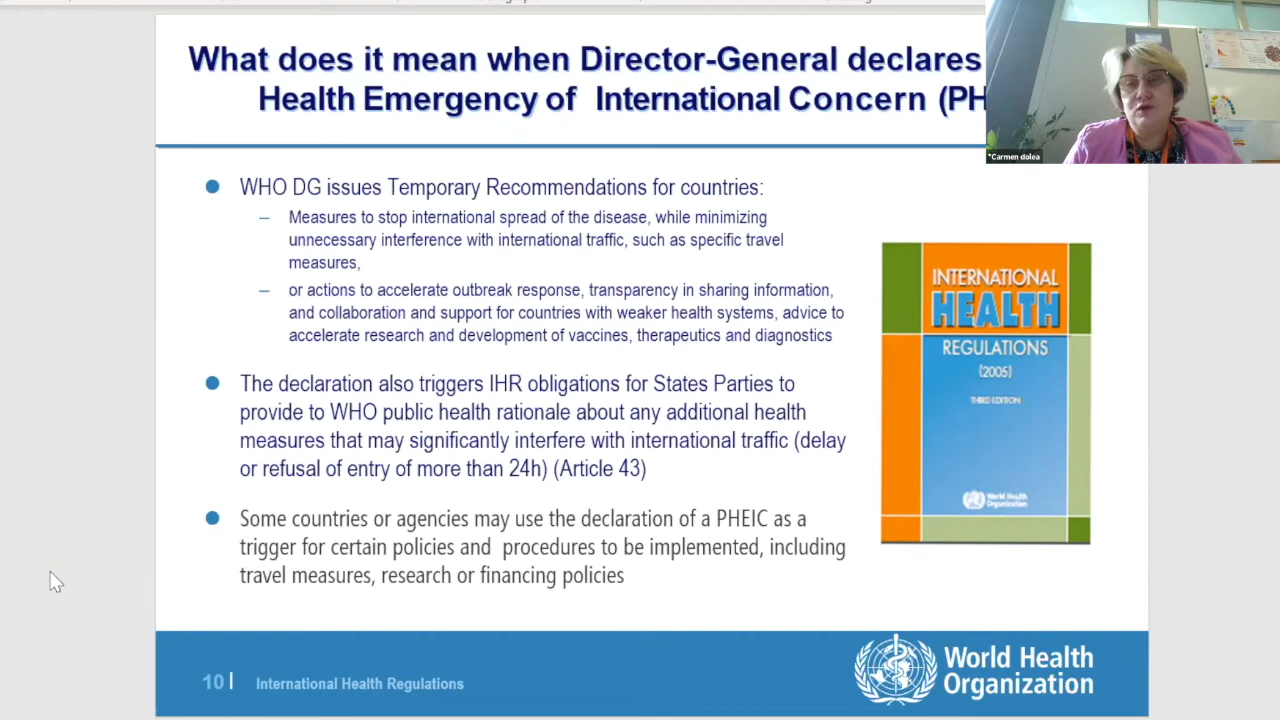 What does it mean when Director-General declares
Health Emergency of International Concern (PH
*Carmen dolea
WHO DG issues Temporary Recommendations for countries:
– Measures to stop international spread of the disease, while minimizing
unnecessary interference with international traffic, such as specific travel
measures,
– or actions to accelerate outbreak response, transparency in sharing information,
and collaboration and support for countries with weaker health systems, advice to
accelerate research and development of vaccines, therapeutics and diagnostics
The declaration also triggers IHR obligations for States Parties to
provide to WHO public health rationale about any additional health
measures that may significantly interfere with international traffic (delay
or refusal of entry of more than 24h) (Article 43)
Some countries or agencies may use the declaration of a PHEIC as a
trigger for certain policies and procedures to be implemented, including
travel measures, research or financing policies
INTERNATIONAL
HEALTH
REGULATIONS
(2005)
THIRD EDITION
World Health
Organization
10 |
International Health Regulations
World Health
Organization